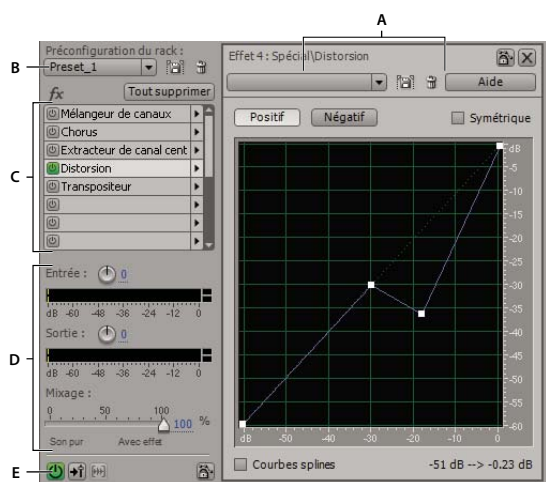 A
Préconfiguration du rack :
B
Preset_1
fx
Tout supprimer
C
Mélangeur de canaux
Chorus
Extracteur de canal cent
Distorsion
Transpositeur
D
Entrée : 0
dB -60 -48 -36 -24 -12 0
Sortie : 0
dB -60 -48 -36 -24 -12 0
Mixage :
0 50 100
100 %
Son pur Avec effet
E
Effet 4 : Spécial\Distorsion
Aide
Positif Négatif Symétrique
dB
-5
-10
-15
-20
-25
-30
-35
-40
-45
-50
-55
-60
dB -50 -40 -30 -20 -10 0
Courbes splines -51 dB --> -0.23 dB